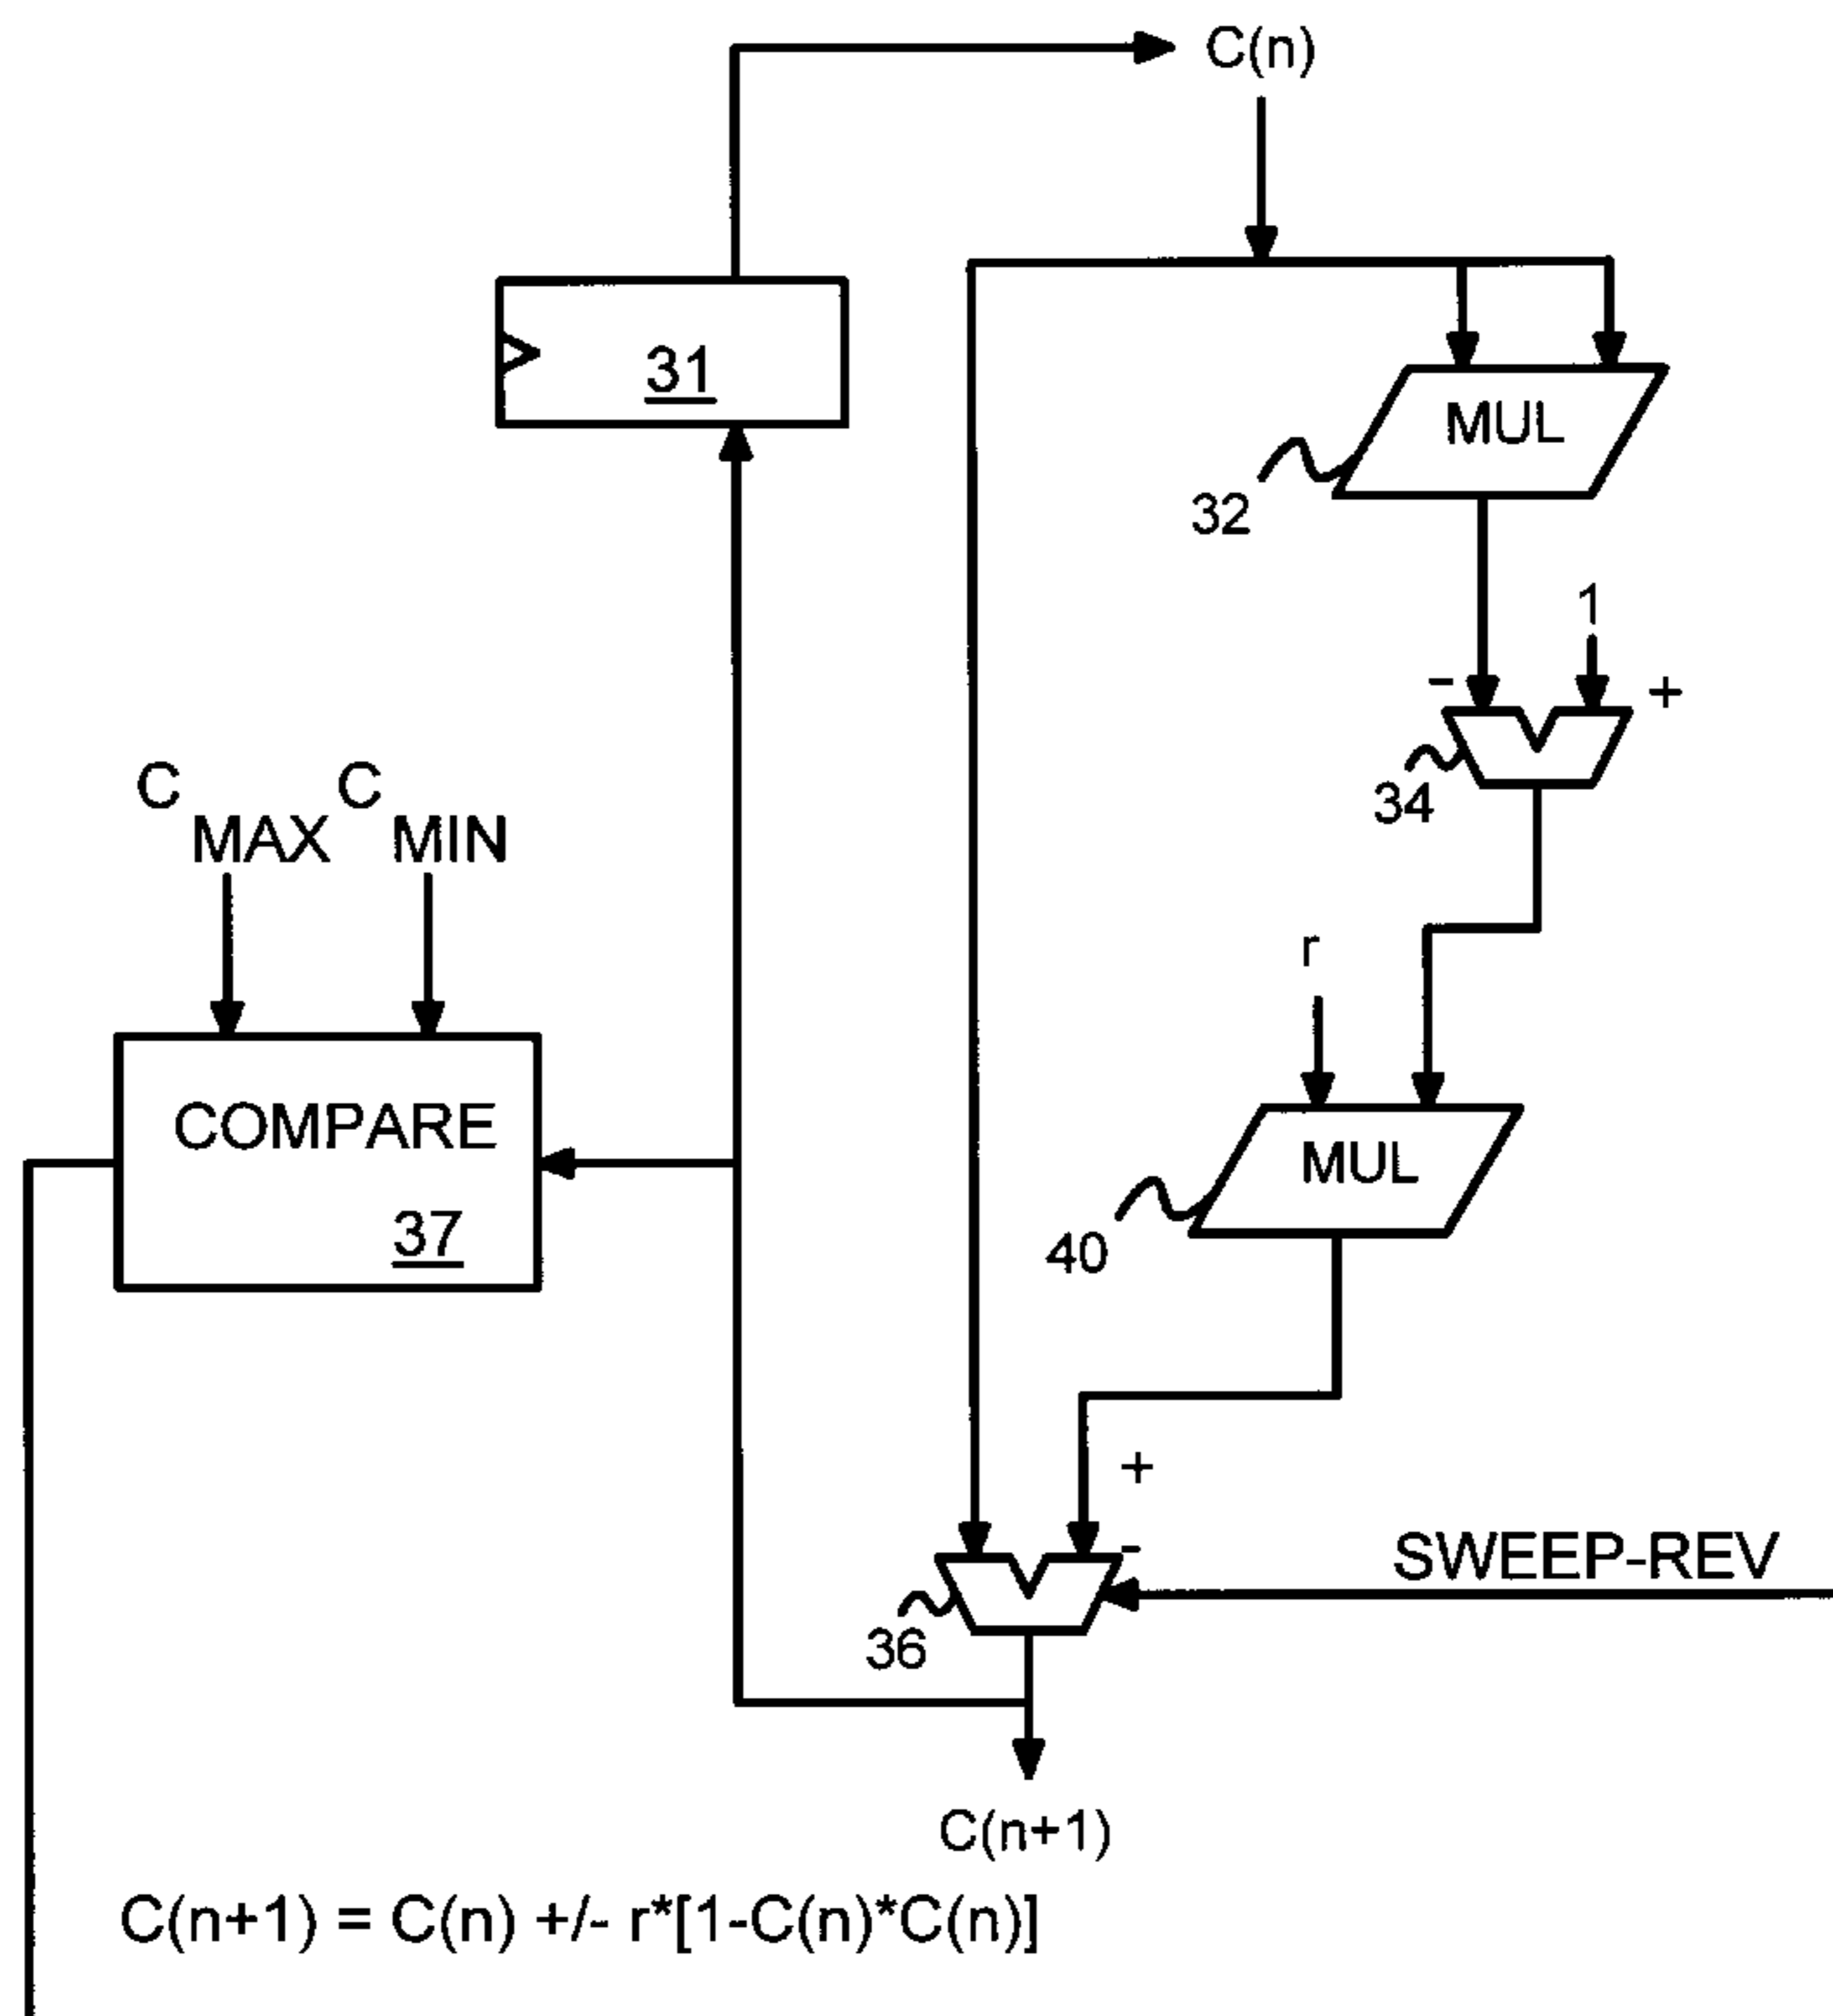 C(n)
31
MUL
32
1
- +
34
C MAX C MIN
r
COMPARE
37
MUL
40
+
-
SWEEP-REV
36
C(n+1)
C(n+1) = C(n) +/- r*[1-C(n)*C(n)]